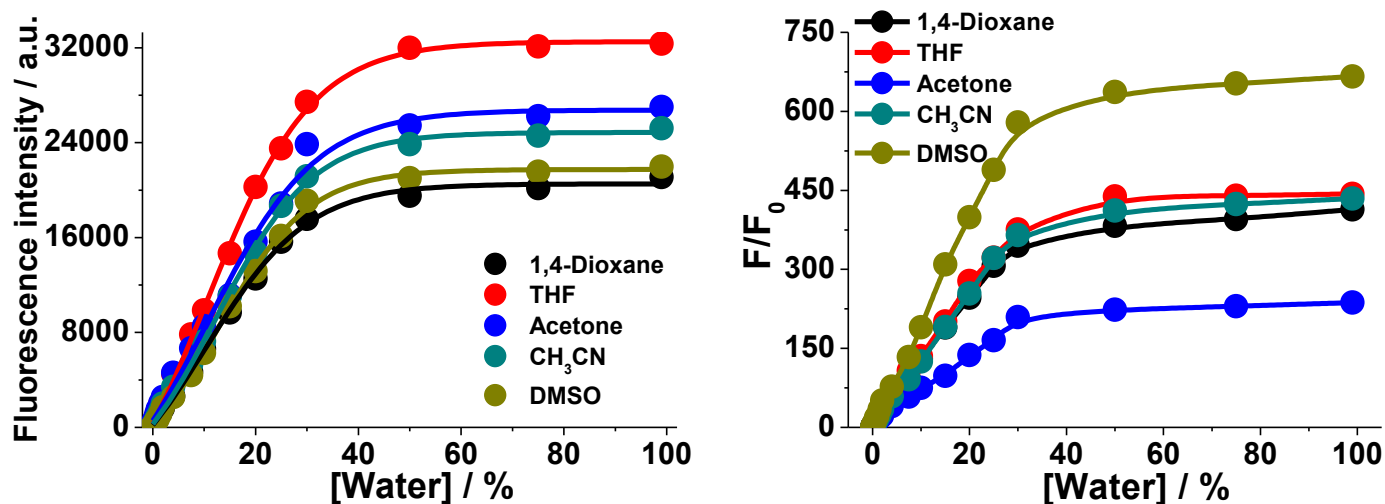 Fluorescence intensity / a.u.
32000
24000
16000
8000
0
1,4-Dioxane
THF
Acetone
CH₃CN
DMSO
0 20 40 60 80 100
[Water] / %
1,4-Dioxane
THF
Acetone
CH₃CN
DMSO
F/F₀
750
600
450
300
150
0
0 20 40 60 80 100
[Water] / %